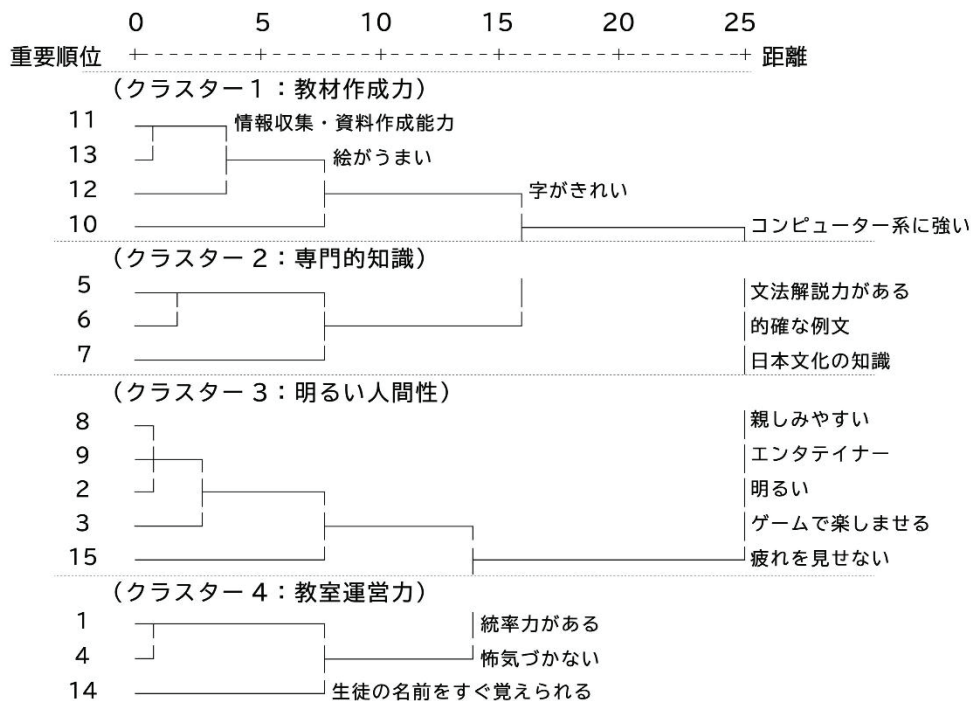 0 5 10 15 20 25
重要順位 距離
（クラスター1：教材作成力）
11 情報収集・資料作成能力
13 絵がうまい
12 字がきれい
10 コンピューター系に強い
（クラスター2：専門的知識）
5 文法解説力がある
6 的確な例文
7 日本文化の知識
（クラスター3：明るい人間性）
8 親しみやすい
9 エンタテイナー
2 明るい
3 ゲームで楽しませる
15 疲れを見せない
（クラスター4：教室運営力）
1 統率力がある
4 怖気づかない
14 生徒の名前をすぐ覚えられる